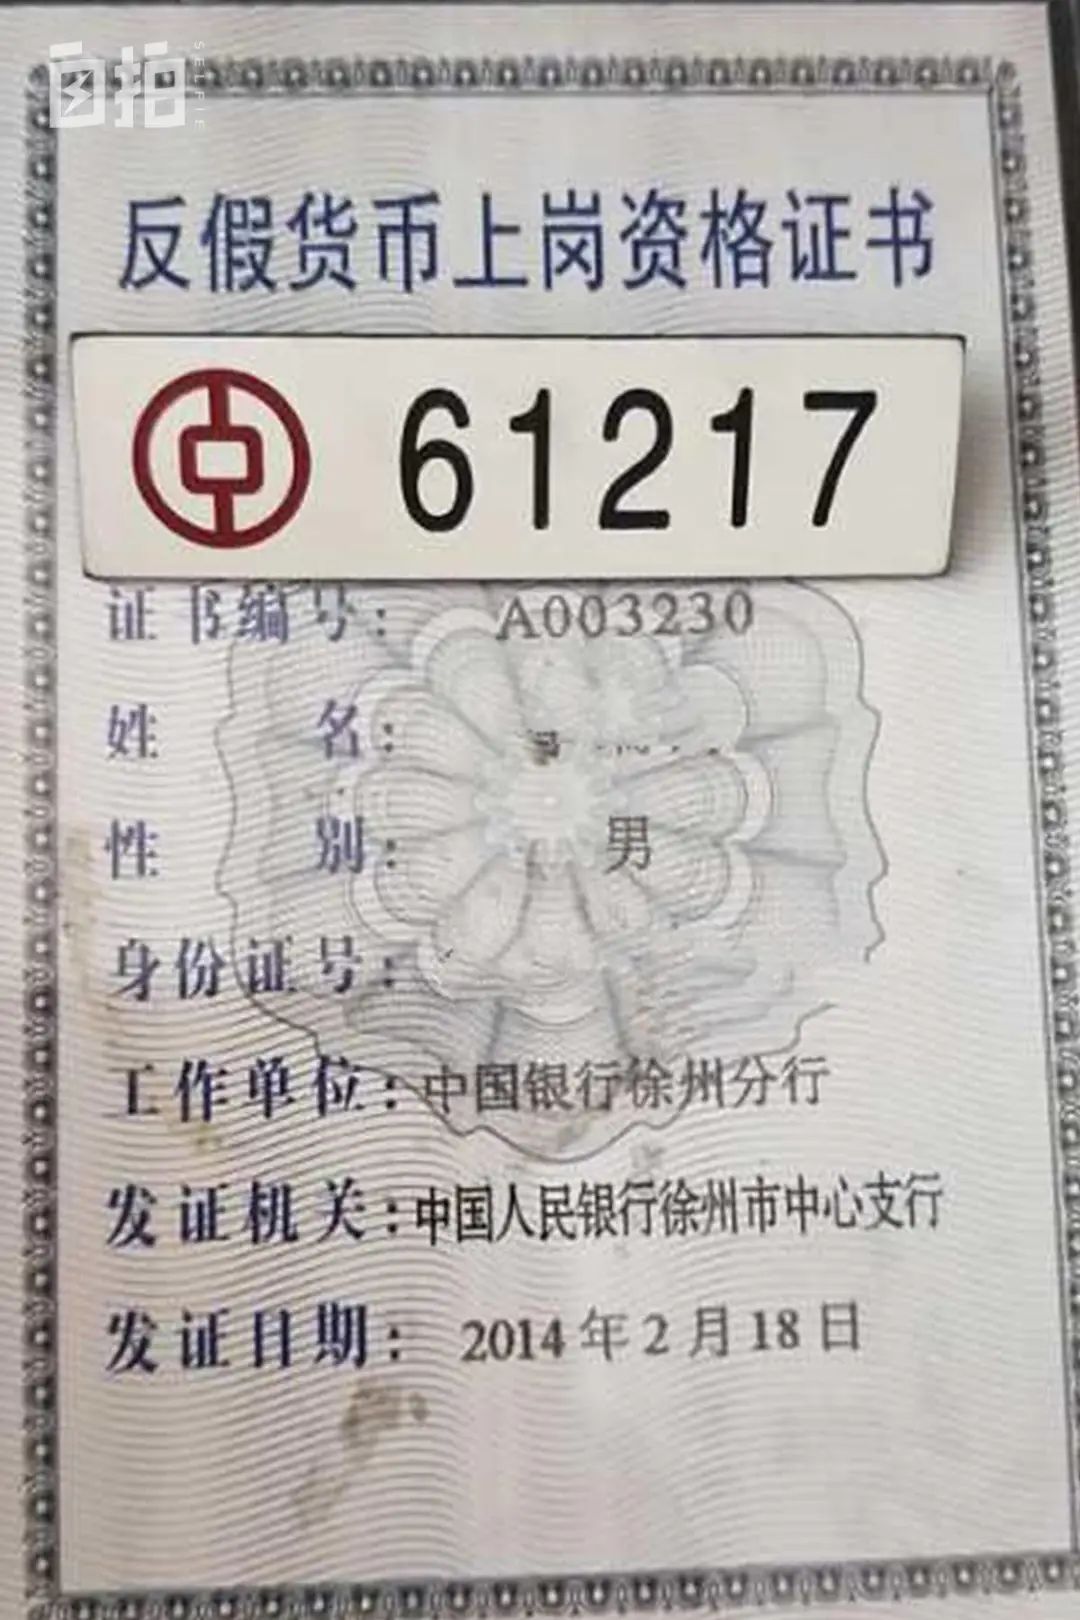 自拍
SELFIE
反假货币上岗资格证书
61217
证书编号: A003230
姓 名:
性 别: 男
身份证号:
工作单位:中国银行徐州分行
发证机关:中国人民银行徐州市中心支行
发证日期: 2014年2月18日